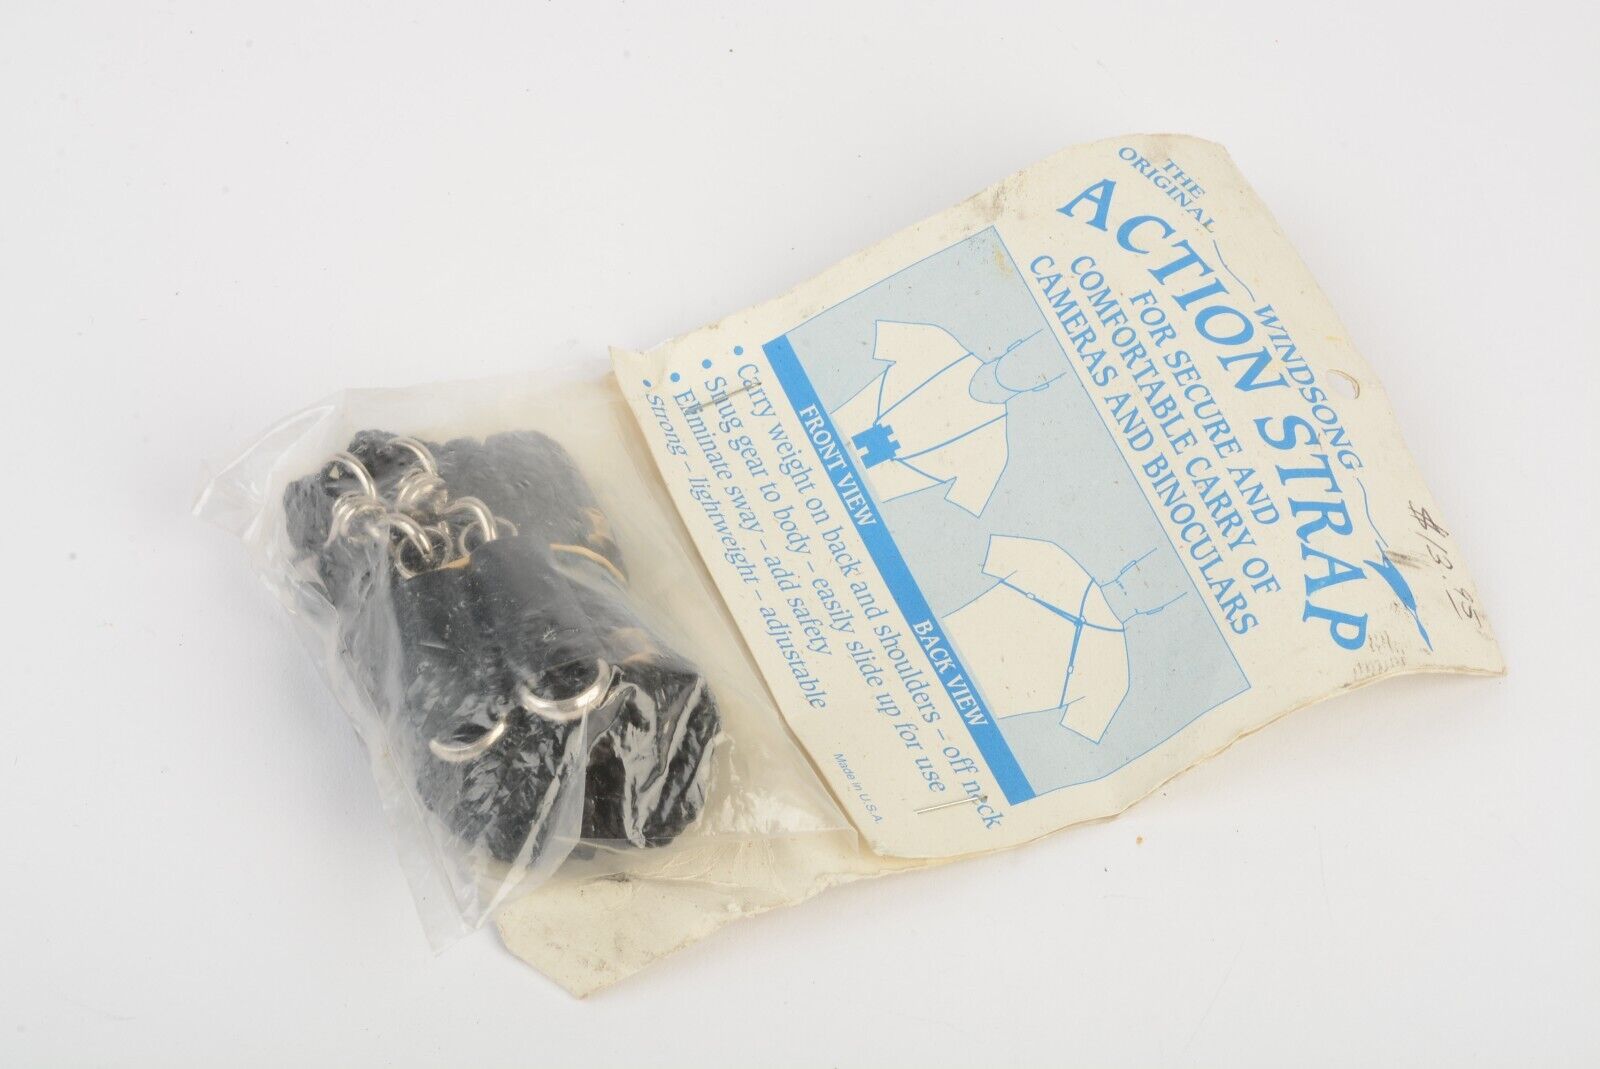 THE
ORIGINAL
WINDSONG
ACTION STRAP
FOR SECURE AND
COMFORTABLE CARRY OF
CAMERAS AND BINOCULARS
FRONT VIEW
BACK VIEW
• Carry weight on back and shoulders – off neck
• Snug gear to body – easily slide up for use
• Eliminate sway – add safety
• Strong – lightweight – adjustable
Made in U.S.A.
$13.95